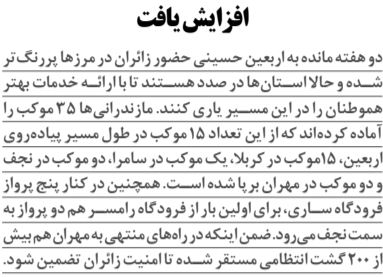 افزایش یافت
دو هفته مانده به اربعین حسینی حضور زائران در مرزها پررنگ‌تر
شده و حالا استان‌ها در صدد هستند تا با ارائه خدمات بهتر
هموطنان را در این مسیر یاری کنند. مازندرانی‌ها ۳۵ موکب را
آماده کرده‌اند که از این تعداد ۱۵ موکب در طول مسیر پیاده‌روی
اربعین، ۱۵موکب در کربلا، یک موکب در سامرا، دو موکب در نجف
و دو موکب در مهران برپا شده است. همچنین در کنار پنج پرواز
فرودگاه ساری، برای اولین بار از فرودگاه رامسر هم دو پرواز به
سمت نجف می‌رود. ضمن اینکه در راه‌های منتهی به مهران هم بیش
از ۲۰۰ گشت انتظامی مستقر شده تا امنیت زائران تضمین شود.